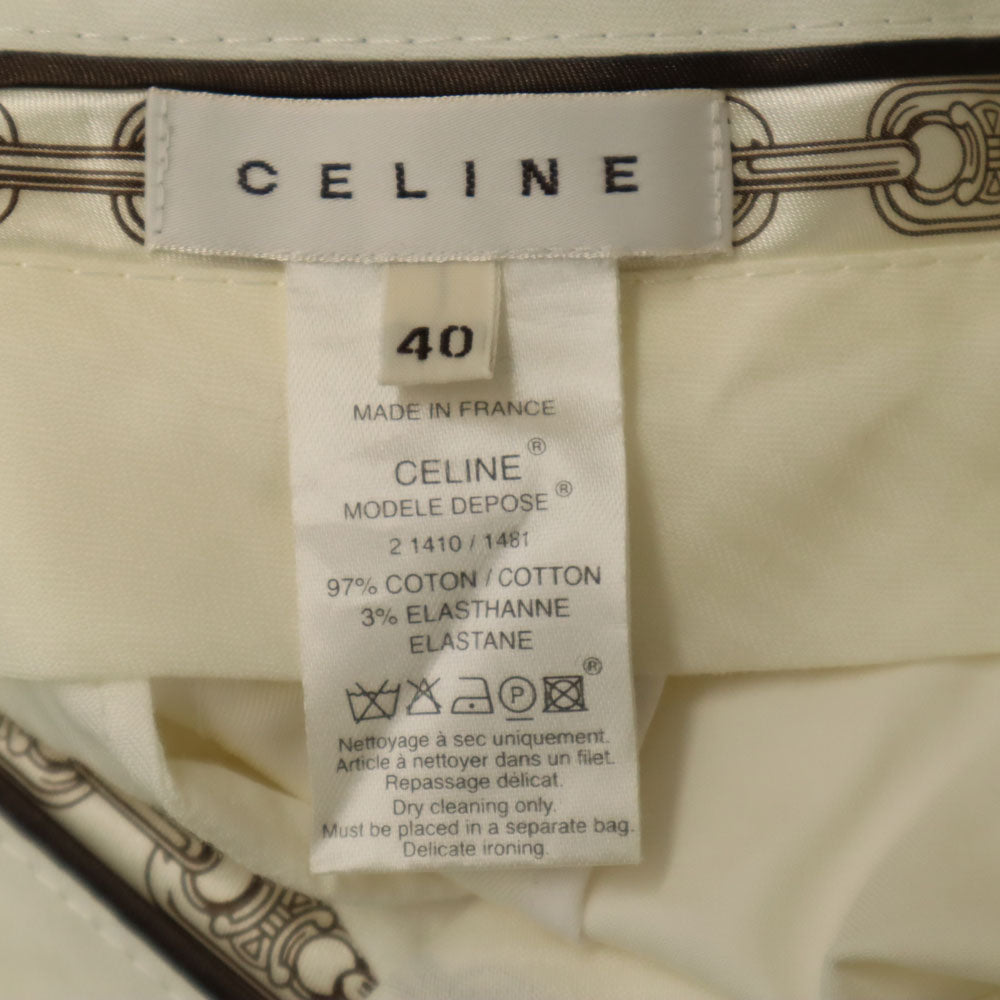 CELINE
40
MADE IN FRANCE
CELINE®
MODELE DEPOSE®
2 1410 / 1481
97% COTON / COTTON
3% ELASTHANNE
ELASTANE
P ®
Nettoyage à sec uniquement.
Article à nettoyer dans un filet.
Repassage délicat.
Dry cleaning only.
Must be placed in a separate bag.
Delicate ironing.